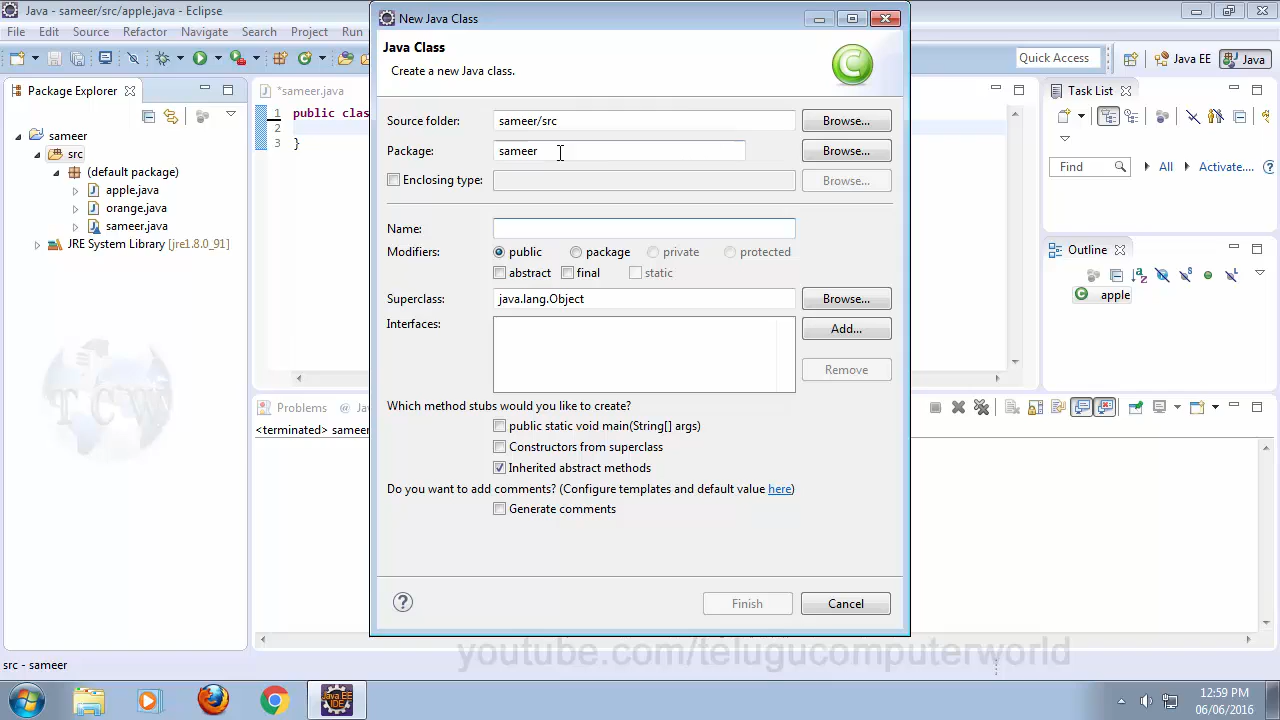 Java - sameer/src/apple.java - Eclipse
File Edit Source Refactor Navigate Search Project Run
Quick Access
Java EE
Java
Package Explorer
sameer
src
(default package)
apple.java
orange.java
sameer.java
JRE System Library [jre1.8.0_91]
*sameer.java
1 public clas
2
3 }
Problems
<terminated> sameer
New Java Class
Java Class
Create a new Java class.
Source folder: sameer/src Browse...
Package: sameer Browse...
Enclosing type: Browse...
Name:
Modifiers: public package private protected
abstract final static
Superclass: java.lang.Object Browse...
Interfaces: Add...
Remove
Which method stubs would you like to create?
public static void main(String[] args)
Constructors from superclass
Inherited abstract methods
Do you want to add comments? (Configure templates and default value here)
Generate comments
? Finish Cancel
Task List
Find All Activate...
Outline
apple
TCW
youtube.com/telugucomputerworld
src - sameer
Java EE
IDE
12:59 PM
06/06/2016